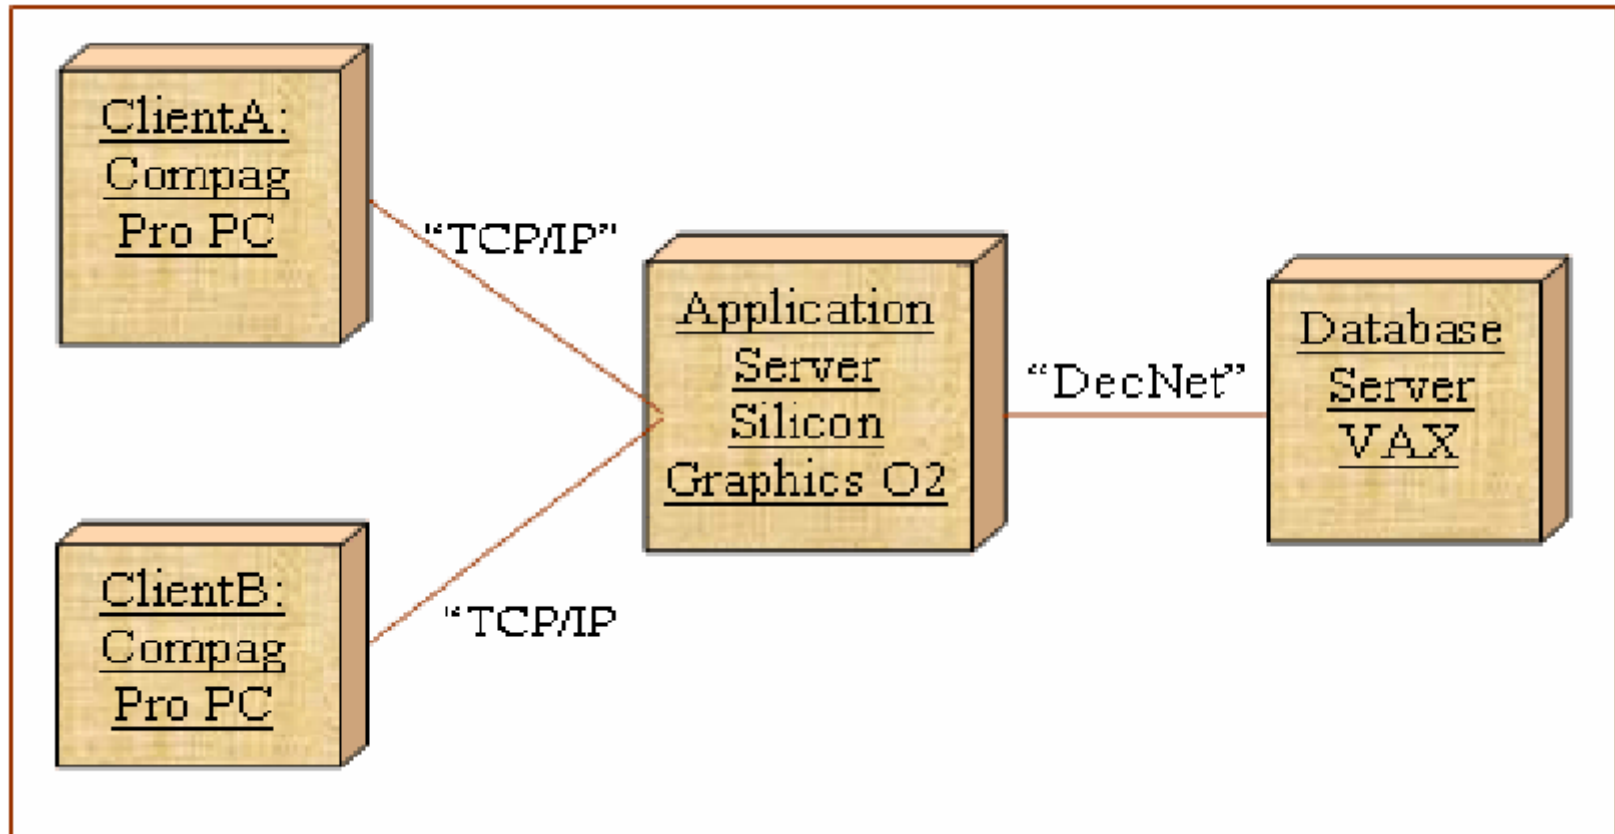 ClientA:
Compag
Pro PC
“TCP/IP”
Application
Server
Silicon
Graphics O2
“DecNet”
Database
Server
VAX
ClientB:
Compag
Pro PC
“TCP/IP